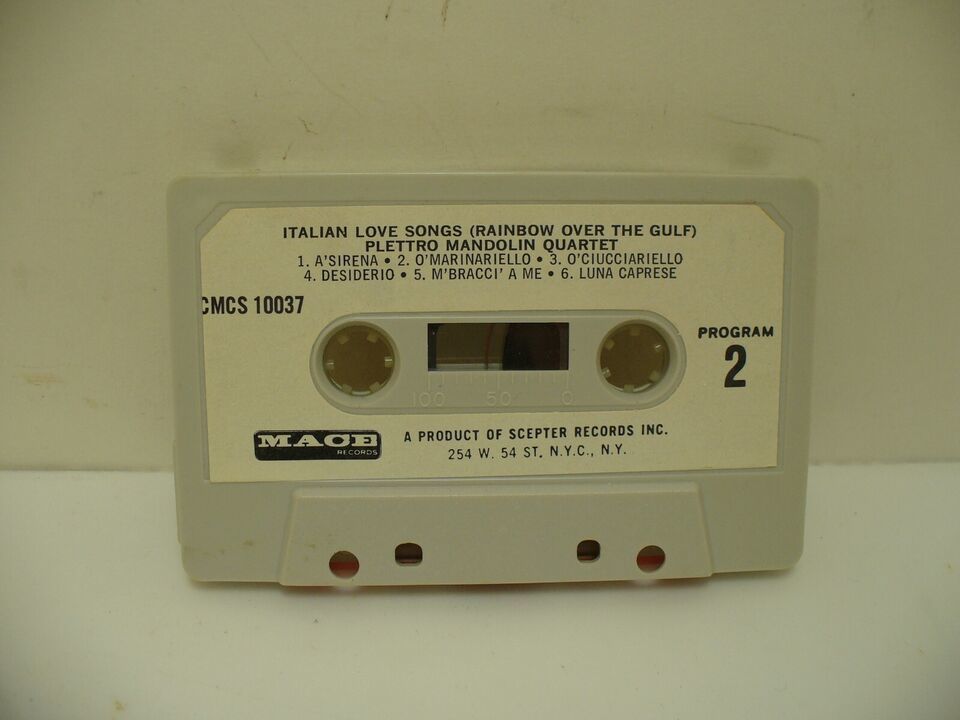 ITALIAN LOVE SONGS (RAINBOW OVER THE GULF)
PLETTRO MANDOLIN QUARTET
1. A'SIRENA • 2. O'MARINARIELLO • 3. O'CIUCCIARIELLO
4. DESIDERIO • 5. M'BRACCI' A ME • 6. LUNA CAPRESE
CMCS 10037
PROGRAM
2
100 50 0
MACE
RECORDS
A PRODUCT OF SCEPTER RECORDS INC.
254 W. 54 ST. N.Y.C., N.Y.